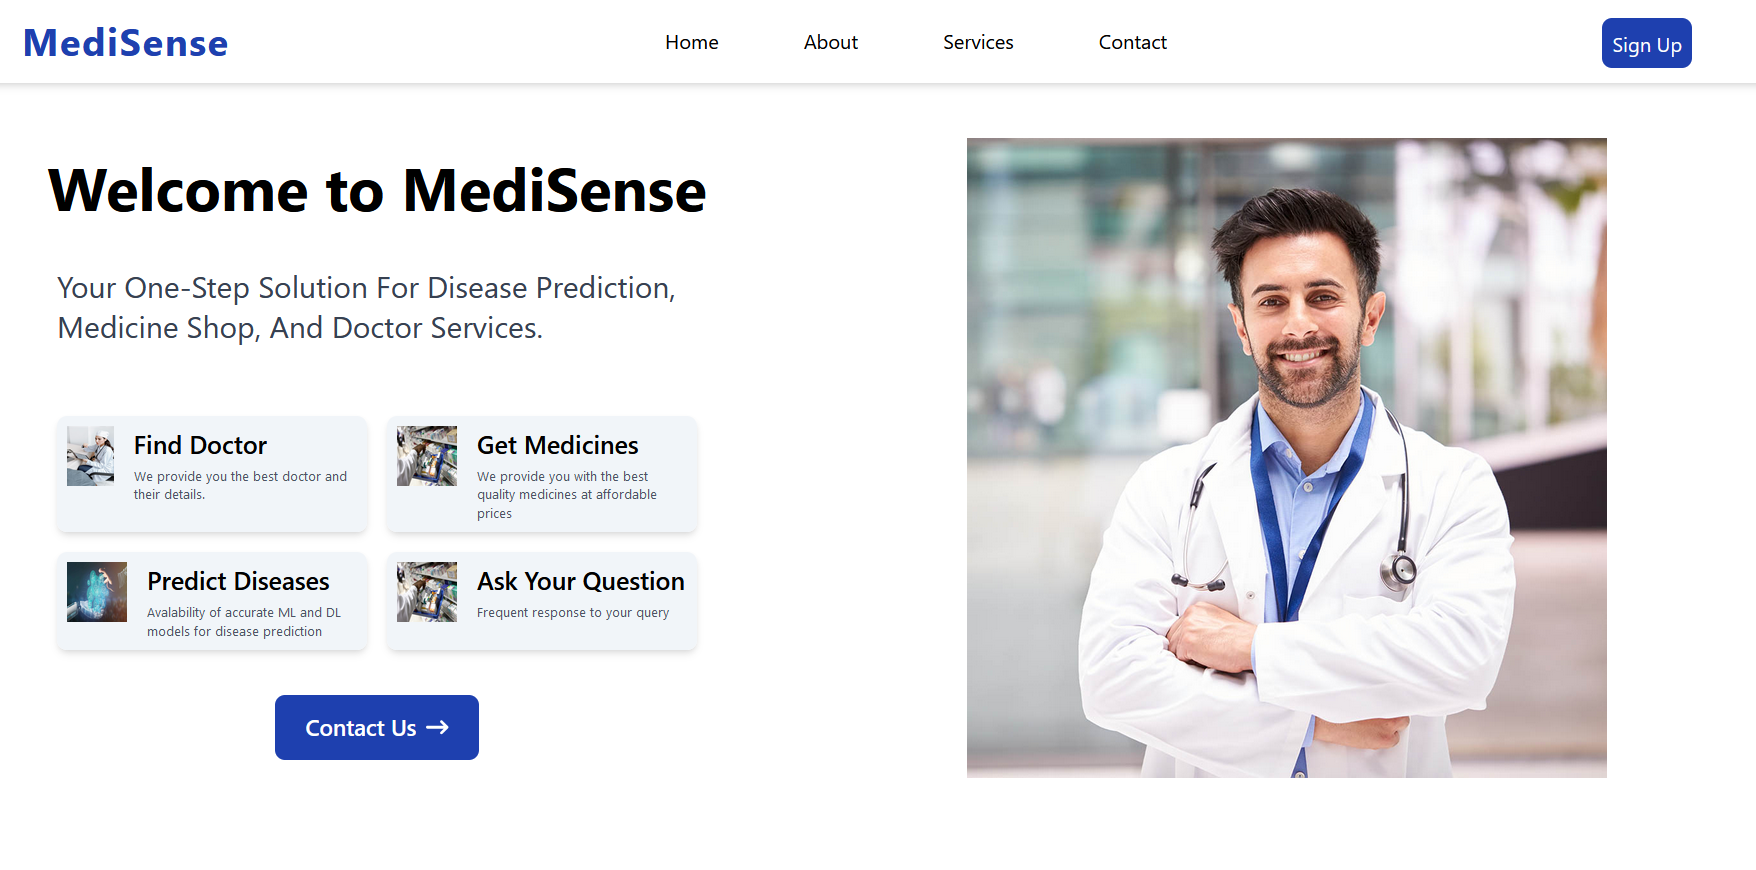 MediSense
Home
About
Services
Contact
Sign Up
Welcome to MediSense
Your One-Step Solution For Disease Prediction,
Medicine Shop, And Doctor Services.
Find Doctor
We provide you the best doctor and
their details.
Get Medicines
We provide you with the best
quality medicines at affordable
prices
Predict Diseases
Avalability of accurate ML and DL
models for disease prediction
Ask Your Question
Frequent response to your query
Contact Us →